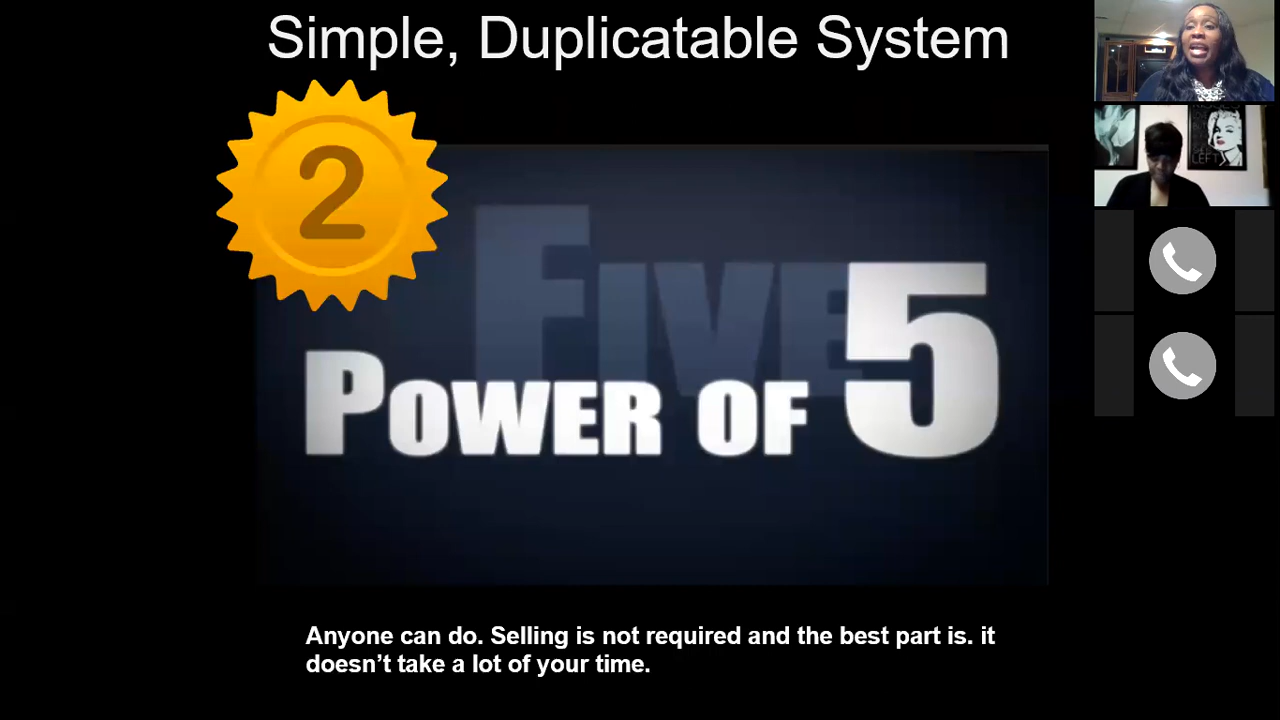 Simple, Duplicatable System
2
Five
Power of 5
Anyone can do. Selling is not required and the best part is. it
doesn’t take a lot of your time.
LEFT